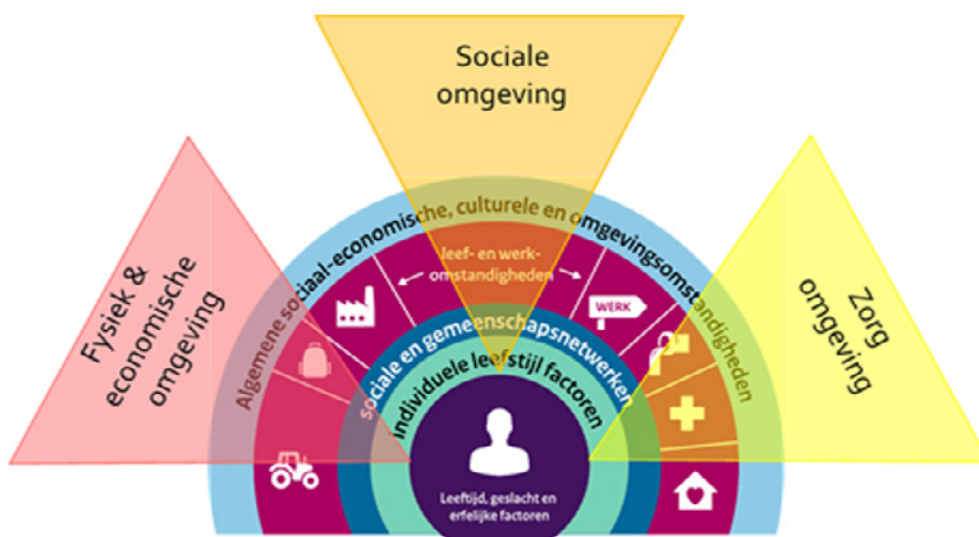 Sociale
omgeving
Fysiek &
economische
omgeving
Zorg
omgeving
Algemene sociaal-economische, culturele en omgevingsomstandigheden
leef- en werk-
omstandigheden
WERK
sociale en gemeenschapsnetwerken
individuele leefstijl factoren
Leeftijd, geslacht en
erfelijke factoren